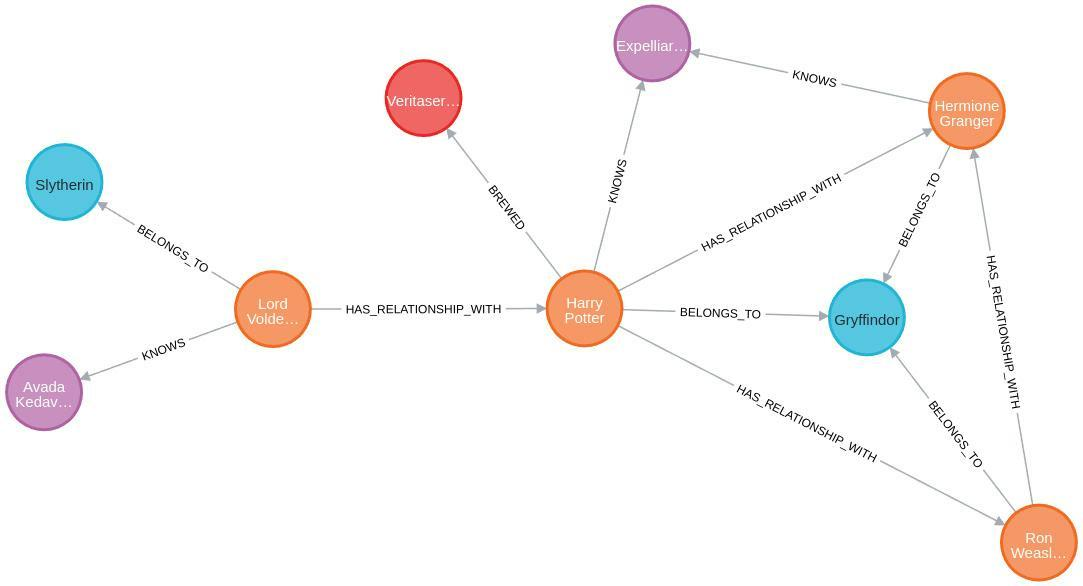 Expelliar…
KNOWS
Hermione
Granger
Veritaser…
KNOWS
HAS_RELATIONSHIP_WITH
BELONGS_TO
Slytherin
BREWED
BELONGS_TO
Lord
Volde…
HAS_RELATIONSHIP_WITH
Harry
Potter
BELONGS_TO
Gryffindor
HAS_RELATIONSHIP_WITH
KNOWS
Avada
Kedav…
HAS_RELATIONSHIP_WITH
BELONGS_TO
Ron
Weasl…